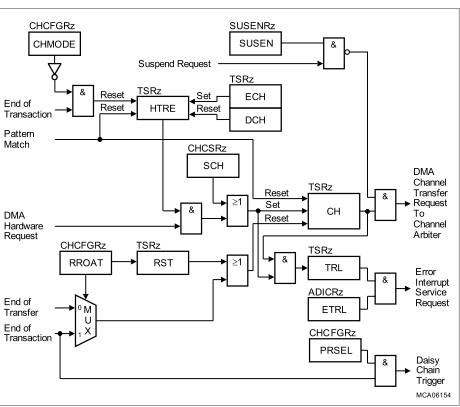 CHCFGRz
CHMODE
SUSENRz
SUSEN
&
Suspend Request
&
Reset
Reset
TSRz
HTRE
Set
Reset
TSRz
ECH
DCH
End of
Transaction
Pattern
Match
CHCSRz
SCH
&
≥1
Reset
Set
Reset
TSRz
CH
&
DMA
Channel
Transfer
Request
To
Channel
Arbiter
DMA
Hardware
Request
CHCFGRz
RROAT
TSRz
RST
≥1
&
TSRz
TRL
ADICRz
ETRL
&
Error
Interrupt
Service
Request
End of
Transfer
End of
Transaction
0
1
M
U
X
CHCFGRz
PRSEL
&
Daisy
Chain
Trigger
MCA06154